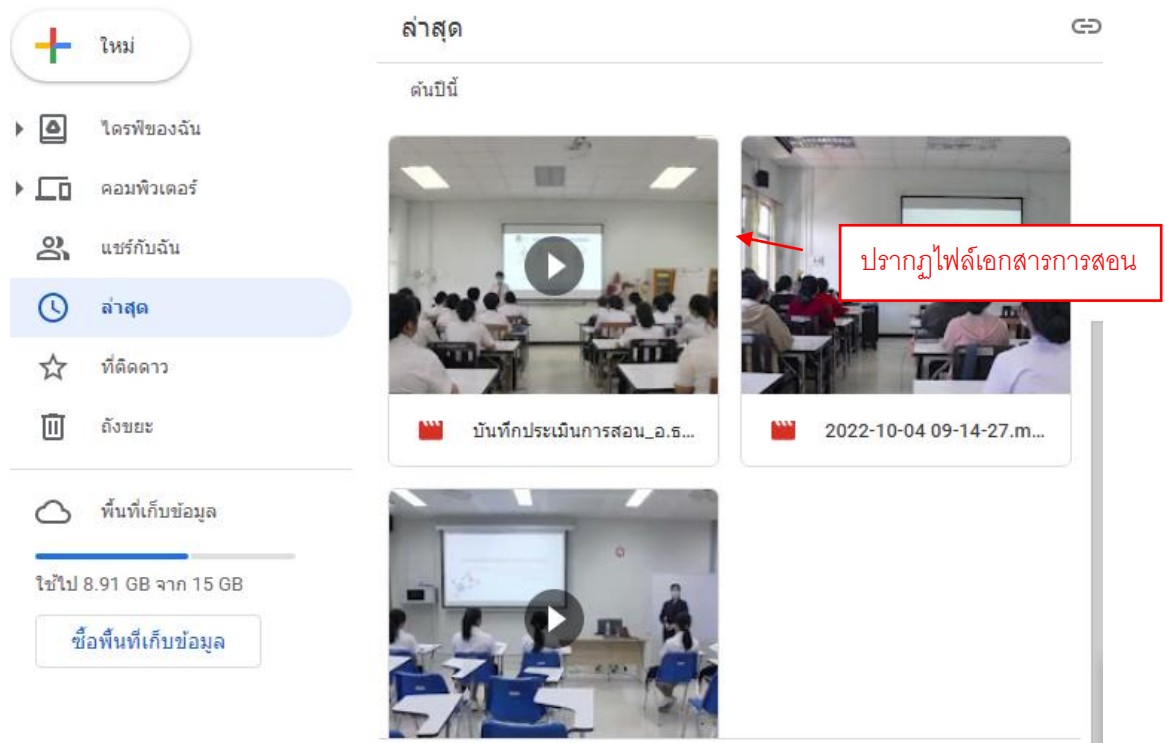 ใหม่
ไดรฟ์ของฉัน
คอมพิวเตอร์
แชร์กับฉัน
ล่าสุด
ที่ติดดาว
ถังขยะ
พื้นที่เก็บข้อมูล
ใช้ไป 8.91 GB จาก 15 GB
ซื้อพื้นที่เก็บข้อมูล
ล่าสุด
ต้นปีนี้
ปรากฏไฟล์เอกสารการสอน
บันทึกประเมินการสอน_อ.ธ...
2022-10-04 09-14-27.m...